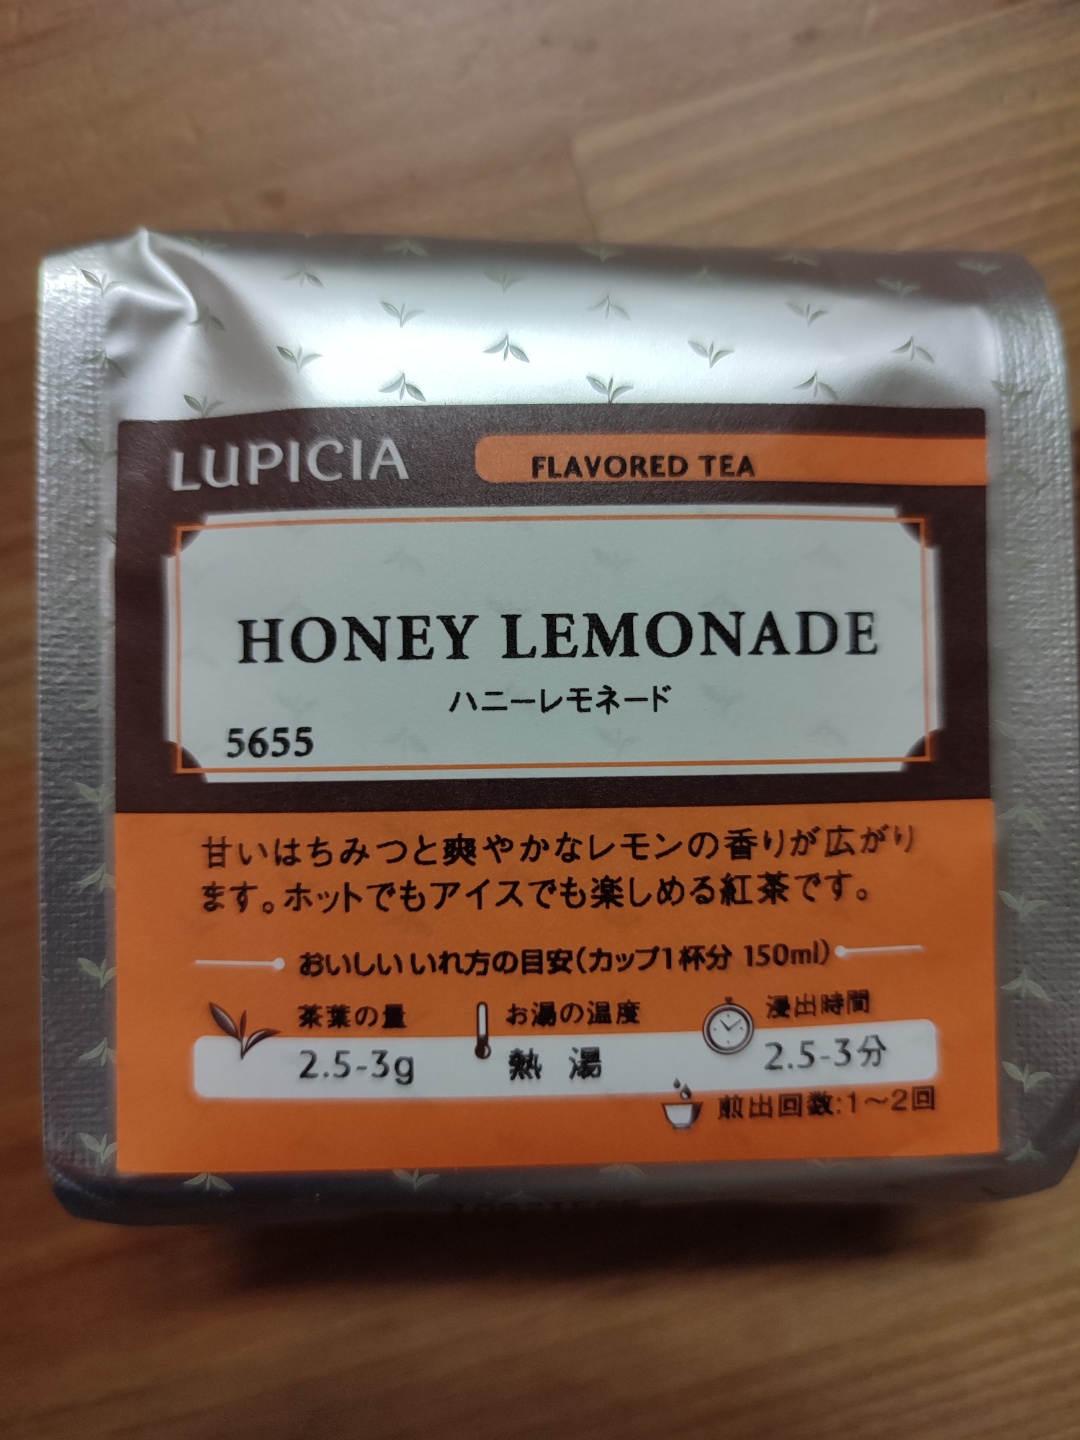 LUPICIA
FLAVORED TEA
HONEY LEMONADE
ハニーレモネード
5655
甘いはちみつと爽やかなレモンの香りが広がり
ます。ホットでもアイスでも楽しめる紅茶です。
おいしいいれ方の目安(カップ1杯分 150ml)
茶葉の量
2.5-3g
お湯の温度
熱 湯
浸出時間
2.5-3分
煎出回数:1〜2回